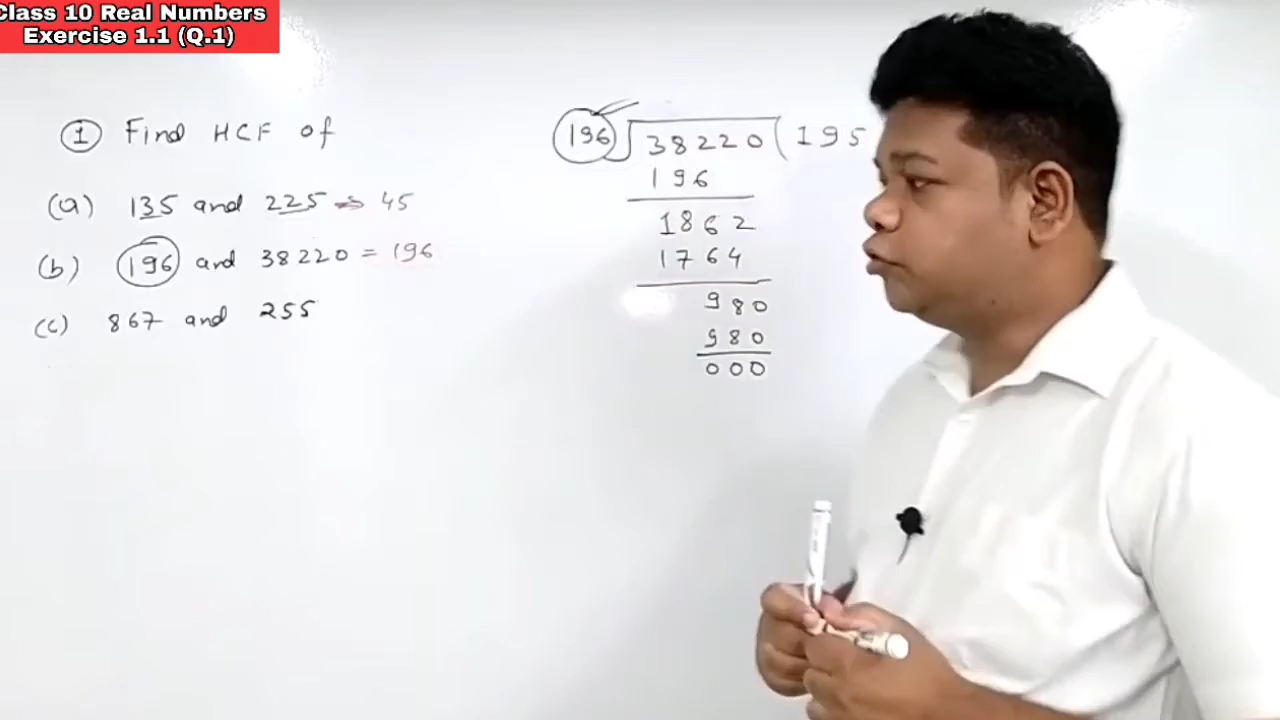 Class 10 Real Numbers
Exercise 1.1 (Q.1)
① Find HCF of
(a) 135 and 225 ⇒ 45
(b) 196 and 38220 = 196
(c) 867 and 255
196 38220 ( 195
196
1862
1764
980
980
000